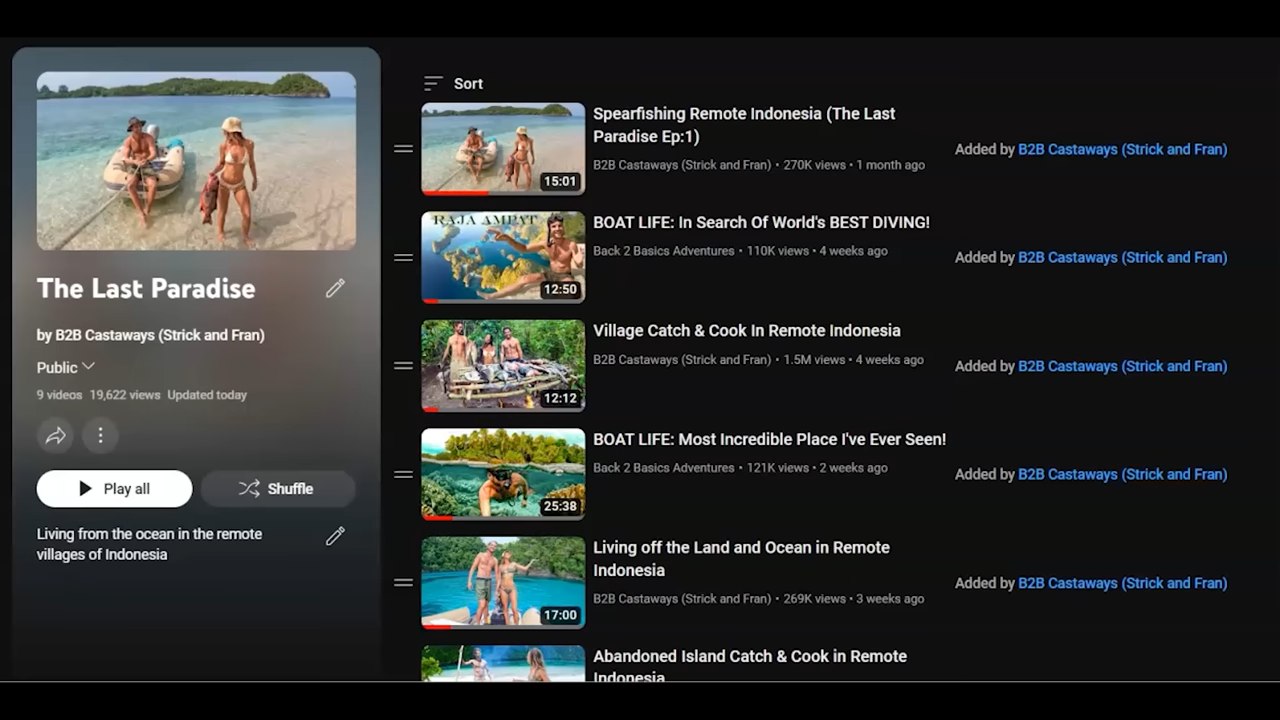 The Last Paradise
by B2B Castaways (Strick and Fran)
Public
9 videos 19,622 views Updated today
Play all
Shuffle
Living from the ocean in the remote
villages of Indonesia
Sort
15:01
Spearfishing Remote Indonesia (The Last
Paradise Ep:1)
B2B Castaways (Strick and Fran) • 270K views • 1 month ago
Added by B2B Castaways (Strick and Fran)
RAJA AMPAT
12:50
BOAT LIFE: In Search Of World's BEST DIVING!
Back 2 Basics Adventures • 110K views • 4 weeks ago
Added by B2B Castaways (Strick and Fran)
12:12
Village Catch & Cook In Remote Indonesia
B2B Castaways (Strick and Fran) • 1.5M views • 4 weeks ago
Added by B2B Castaways (Strick and Fran)
25:38
BOAT LIFE: Most Incredible Place I've Ever Seen!
Back 2 Basics Adventures • 121K views • 2 weeks ago
Added by B2B Castaways (Strick and Fran)
17:00
Living off the Land and Ocean in Remote
Indonesia
B2B Castaways (Strick and Fran) • 269K views • 3 weeks ago
Added by B2B Castaways (Strick and Fran)
Abandoned Island Catch & Cook in Remote
Indonesia